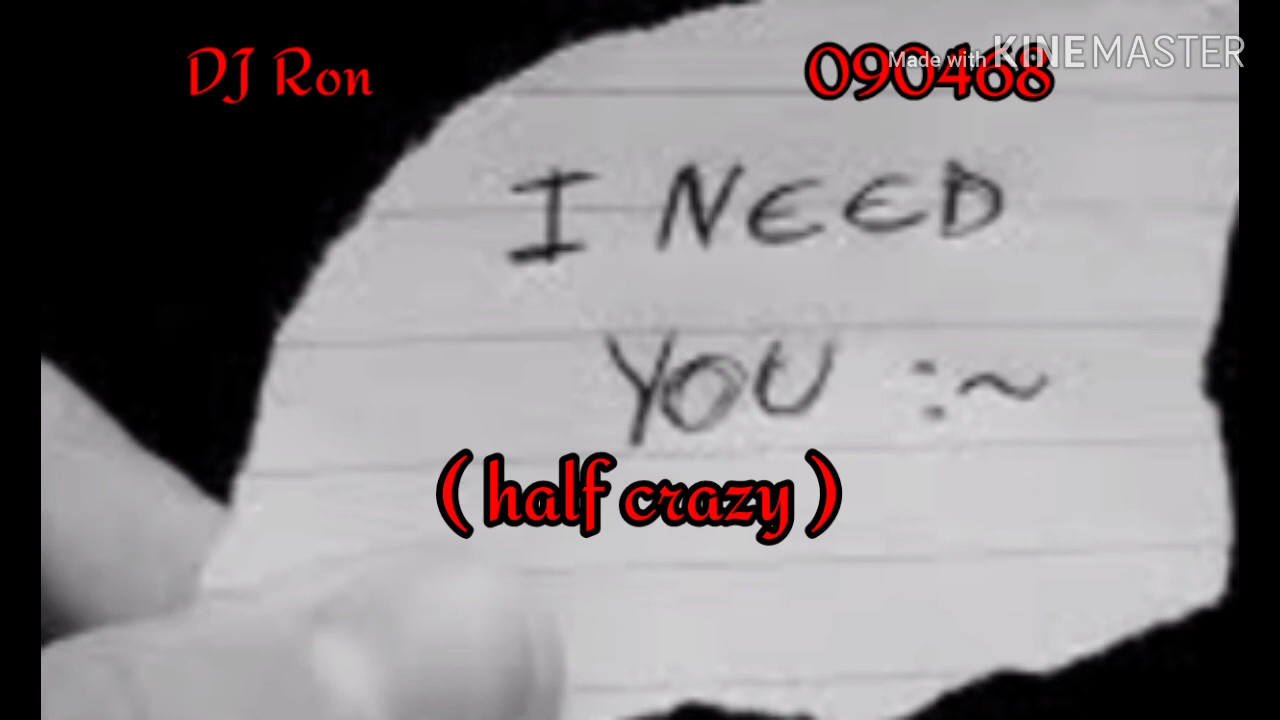 DJ Ron
090468
Made with KINEMASTER
I NEED
YOU :~
( half crazy )